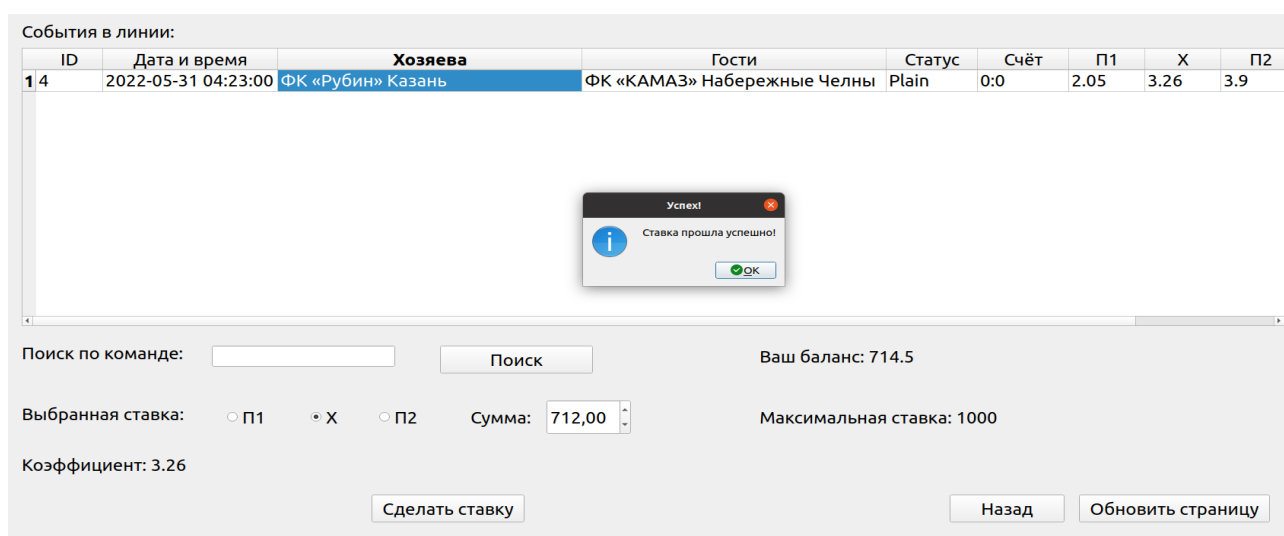 События в линии:
ID Дата и время Хозяева Гости Статус Счёт П1 X П2
1 4 2022-05-31 04:23:00 ФК «Рубин» Казань ФК «КАМАЗ» Набережные Челны Plain 0:0 2.05 3.26 3.9
Успех!
Ставка прошла успешно!
OK
Поиск по команде: Поиск Ваш баланс: 714.5
Выбранная ставка: П1 X П2 Сумма: 712,00 Максимальная ставка: 1000
Коэффициент: 3.26
Сделать ставку Назад Обновить страницу